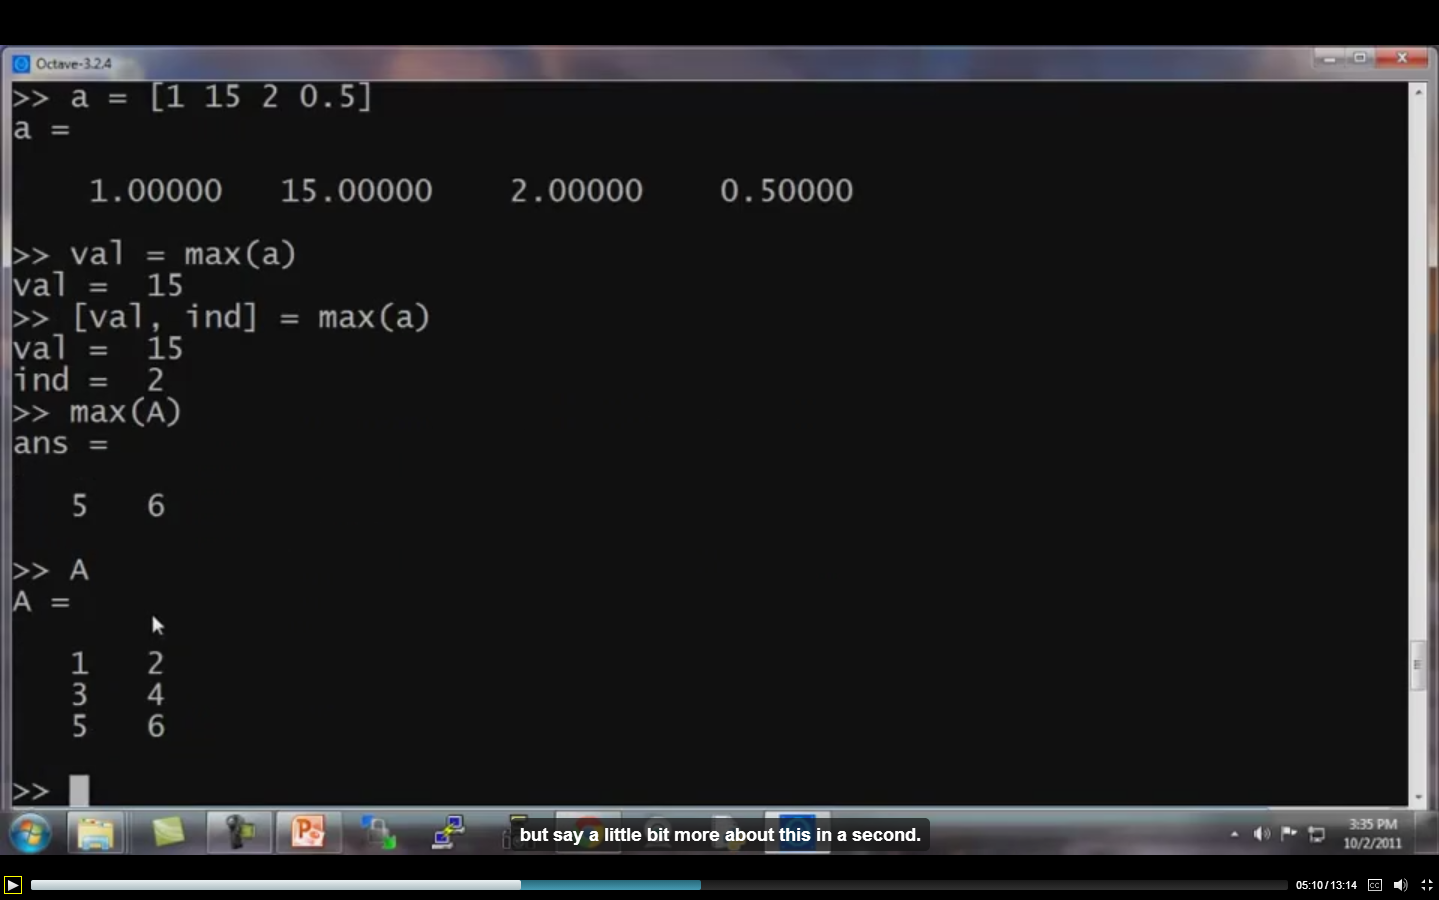 Octave-3.2.4
>> a = [1 15 2 0.5]
a =
1.00000 15.00000 2.00000 0.50000
>> val = max(a)
val = 15
>> [val, ind] = max(a)
val = 15
ind = 2
>> max(A)
ans =
5 6
>> A
A =
1 2
3 4
5 6
>>
but say a little bit more about this in a second.
3:35 PM
10/2/2011
05:10/13:14
CC